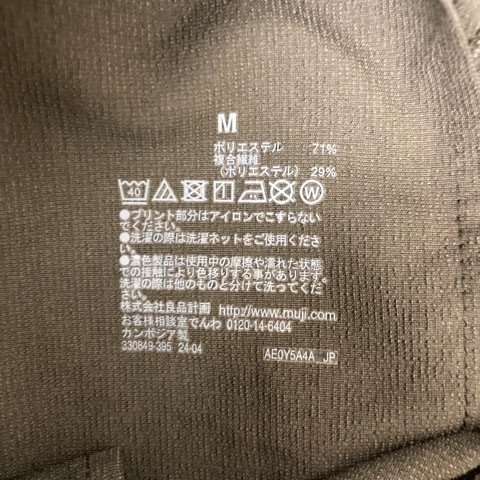 M
ポリエステル 71%
複合繊維
(ポリエステル) 29%
40 W
●プリント部分はアイロンでこすらない
でください。
●洗濯の際は洗濯ネットをご使用くだ
さい。
●濃色製品は使用中の摩擦や濡れた状態
での接触により色移りする事があります。
洗濯の際は他のものと分けて洗ってくだ
さい。
株式会社良品計画 http://www.muji.com/
お客様相談室でんわ 0120-14-6404
カンボジア製
330849-395 24-04
AE0Y5A4A_JP